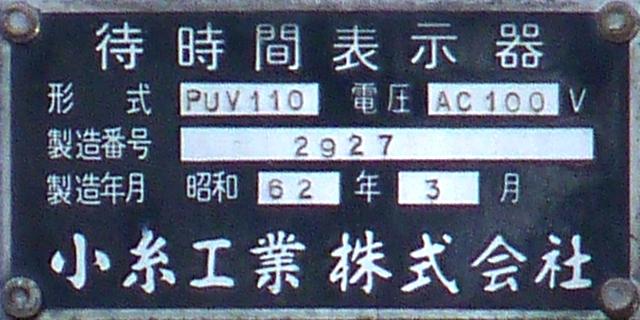 待時間表示器
形式 PUV110 電圧 AC100 V
製造番号 2927
製造年月 昭和 62 年 3 月
小糸工業株式会社